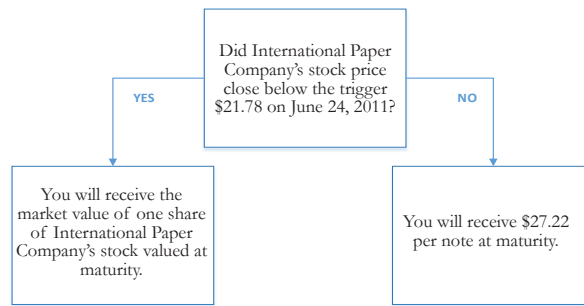 Did International Paper
Company's stock price
close below the trigger
$21.78 on June 24, 2011?
YES
NO
You will receive the
market value of one share
of International Paper
Company's stock valued at
maturity.
You will receive $27.22
per note at maturity.